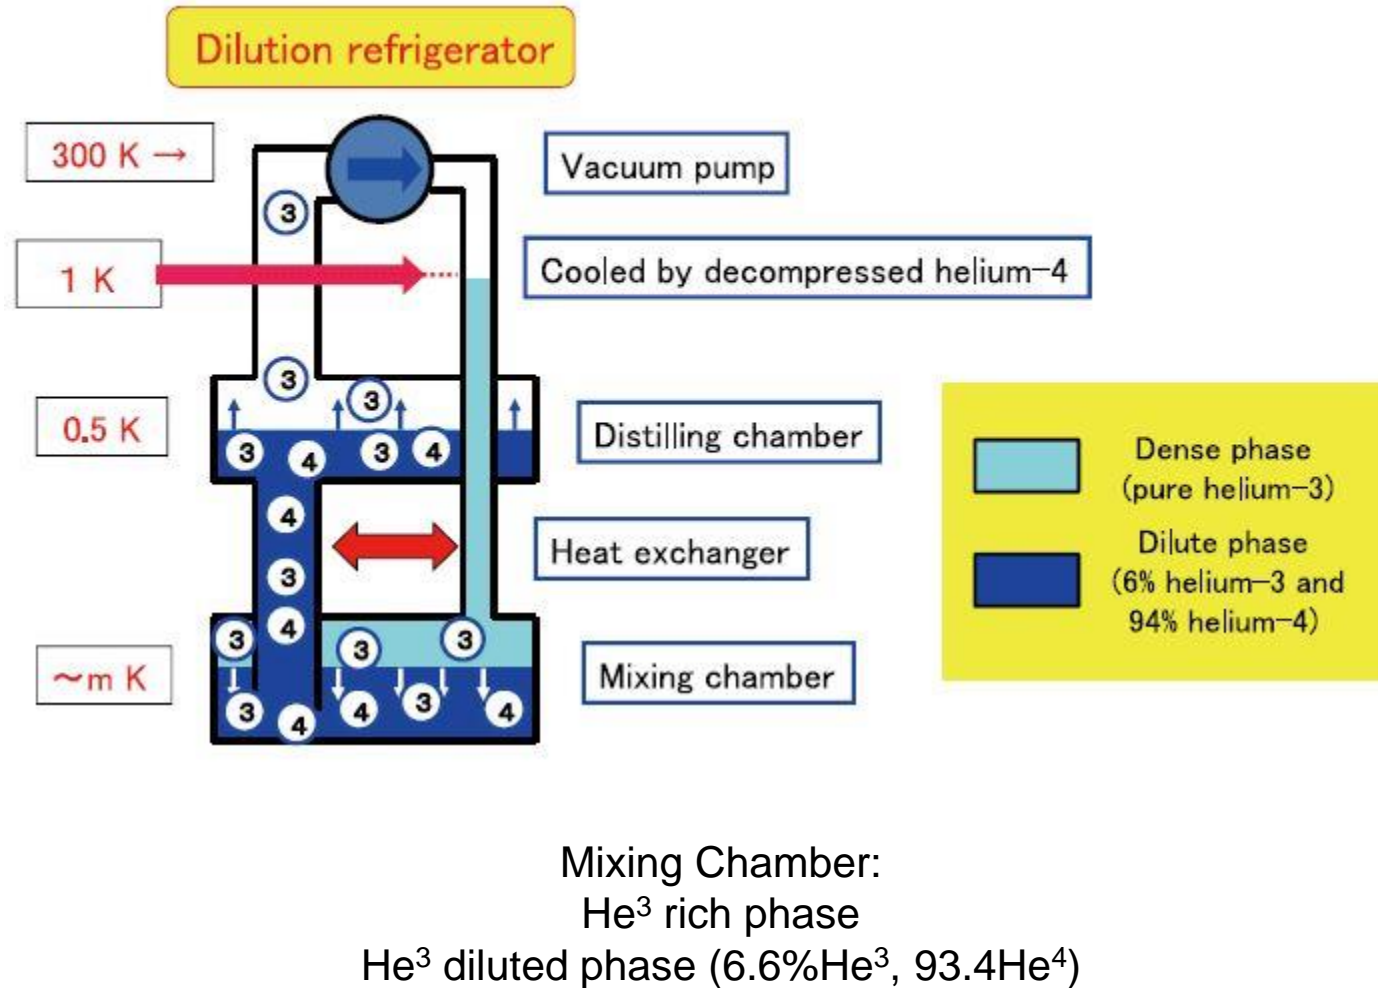 Dilution refrigerator
300 K →
Vacuum pump
3
1 K
Cooled by decompressed helium-4
3
3
0.5 K
Distilling chamber
3
4
3
4
Dense phase
(pure helium-3)
4
Heat exchanger
3
Dilute phase
(6% helium-3 and
94% helium-4)
4
3
3
3
~m K
Mixing chamber
3
4
4
3
4
Mixing Chamber:
He³ rich phase
He³ diluted phase (6.6%He³, 93.4He⁴)